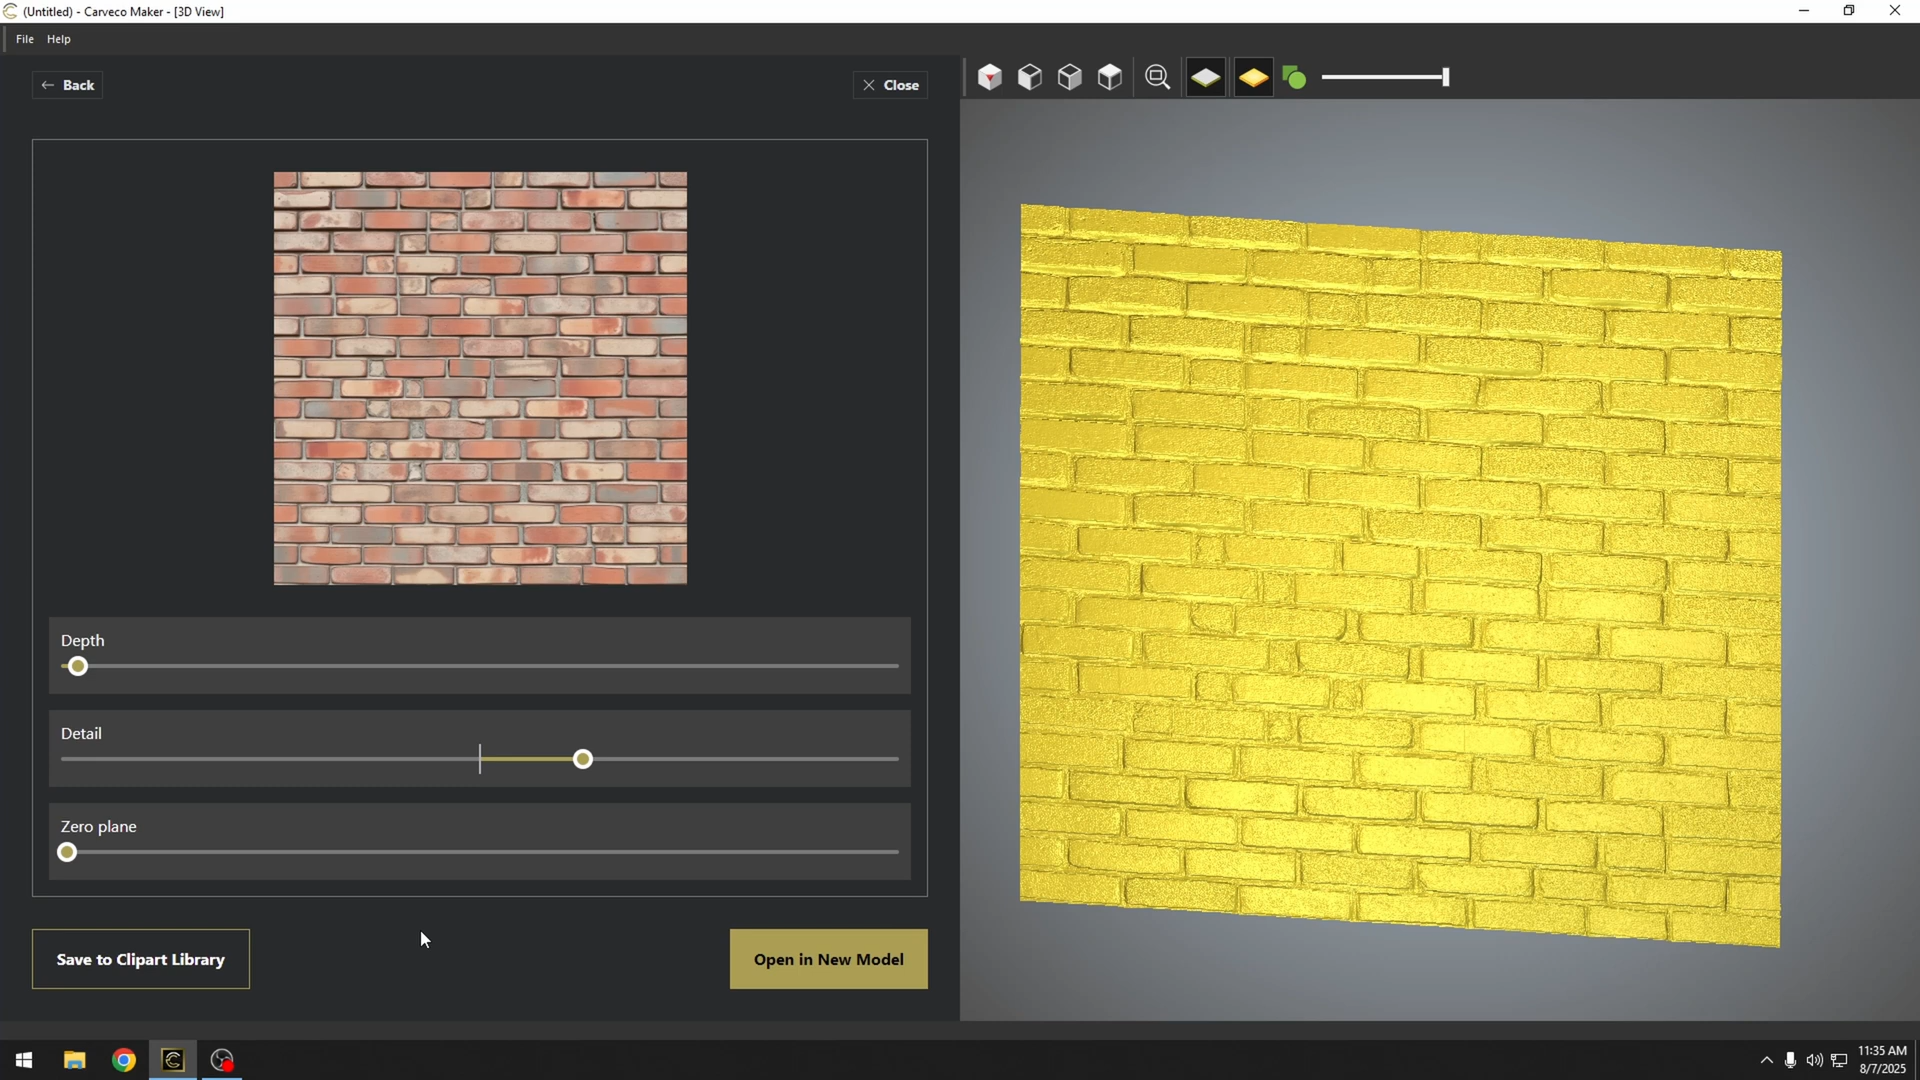 (Untitled) - Carveco Maker - [3D View]
File Help
Back
Close
Depth
Detail
Zero plane
Save to Clipart Library
Open in New Model
11:35 AM
8/7/2025